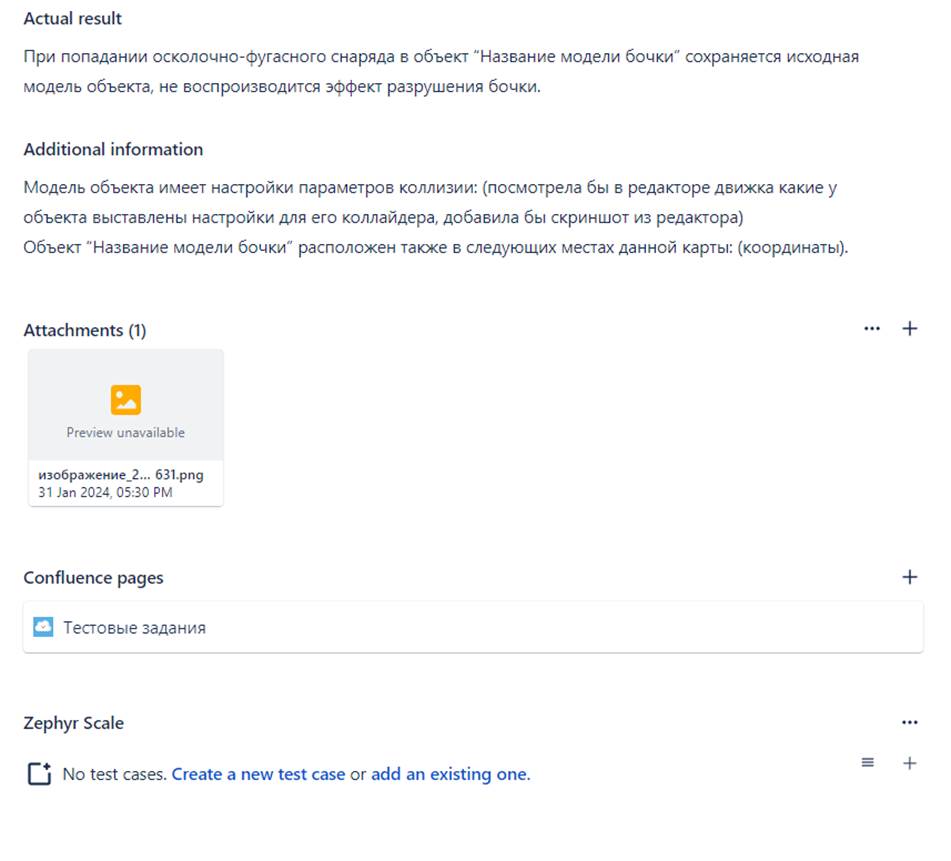 Actual result
При попадании осколочно-фугасного снаряда в объект “Название модели бочки” сохраняется исходная
модель объекта, не воспроизводится эффект разрушения бочки.
Additional information
Модель объекта имеет настройки параметров коллизии: (посмотрела бы в редакторе движка какие у
объекта выставлены настройки для его коллайдера, добавила бы скриншот из редактора)
Объект “Название модели бочки” расположен также в следующих местах данной карты: (координаты).
Attachments (1)
Preview unavailable
изображение_2... 631.png
31 Jan 2024, 05:30 PM
Confluence pages
Тестовые задания
Zephyr Scale
No test cases. Create a new test case or add an existing one.